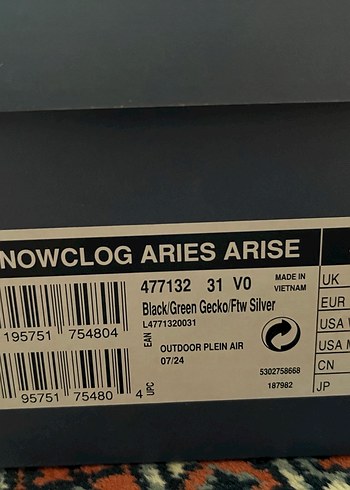 NOWCLOG ARIES ARISE
477132 31 V0
MADE IN
VIETNAM
Black/Green Gecko/Ftw Silver
L4771320031
195751 754804
EAN
OUTDOOR PLEIN AIR
07/24
5302758668
187982
95751 75480 4
UPC
UK
EUR
USA
USA M
CN
JP